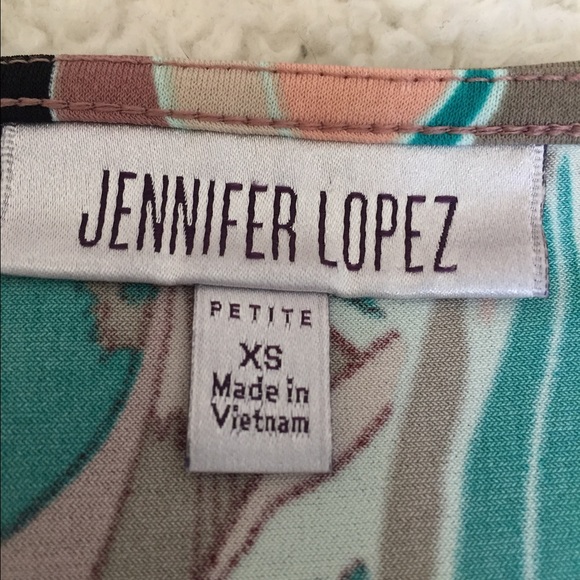 JENNIFER LOPEZ
PETITE
XS
Made in
Vietnam